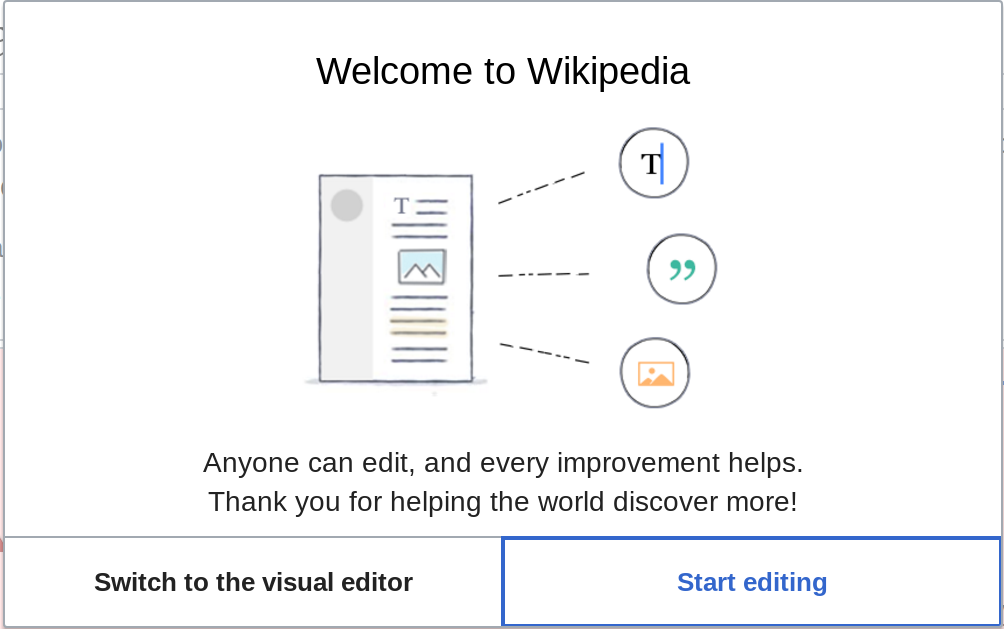 Welcome to Wikipedia
T
T
”
Anyone can edit, and every improvement helps.
Thank you for helping the world discover more!
Switch to the visual editor
Start editing